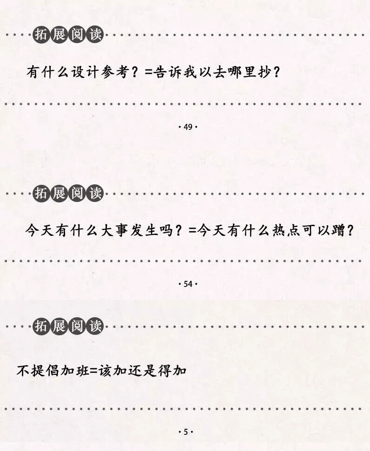 拓展阅读
有什么设计参考？=告诉我以去哪里抄？
·49·
拓展阅读
今天有什么大事发生吗？=今天有什么热点可以蹭？
·54·
拓展阅读
不提倡加班=该加还是得加
·5·